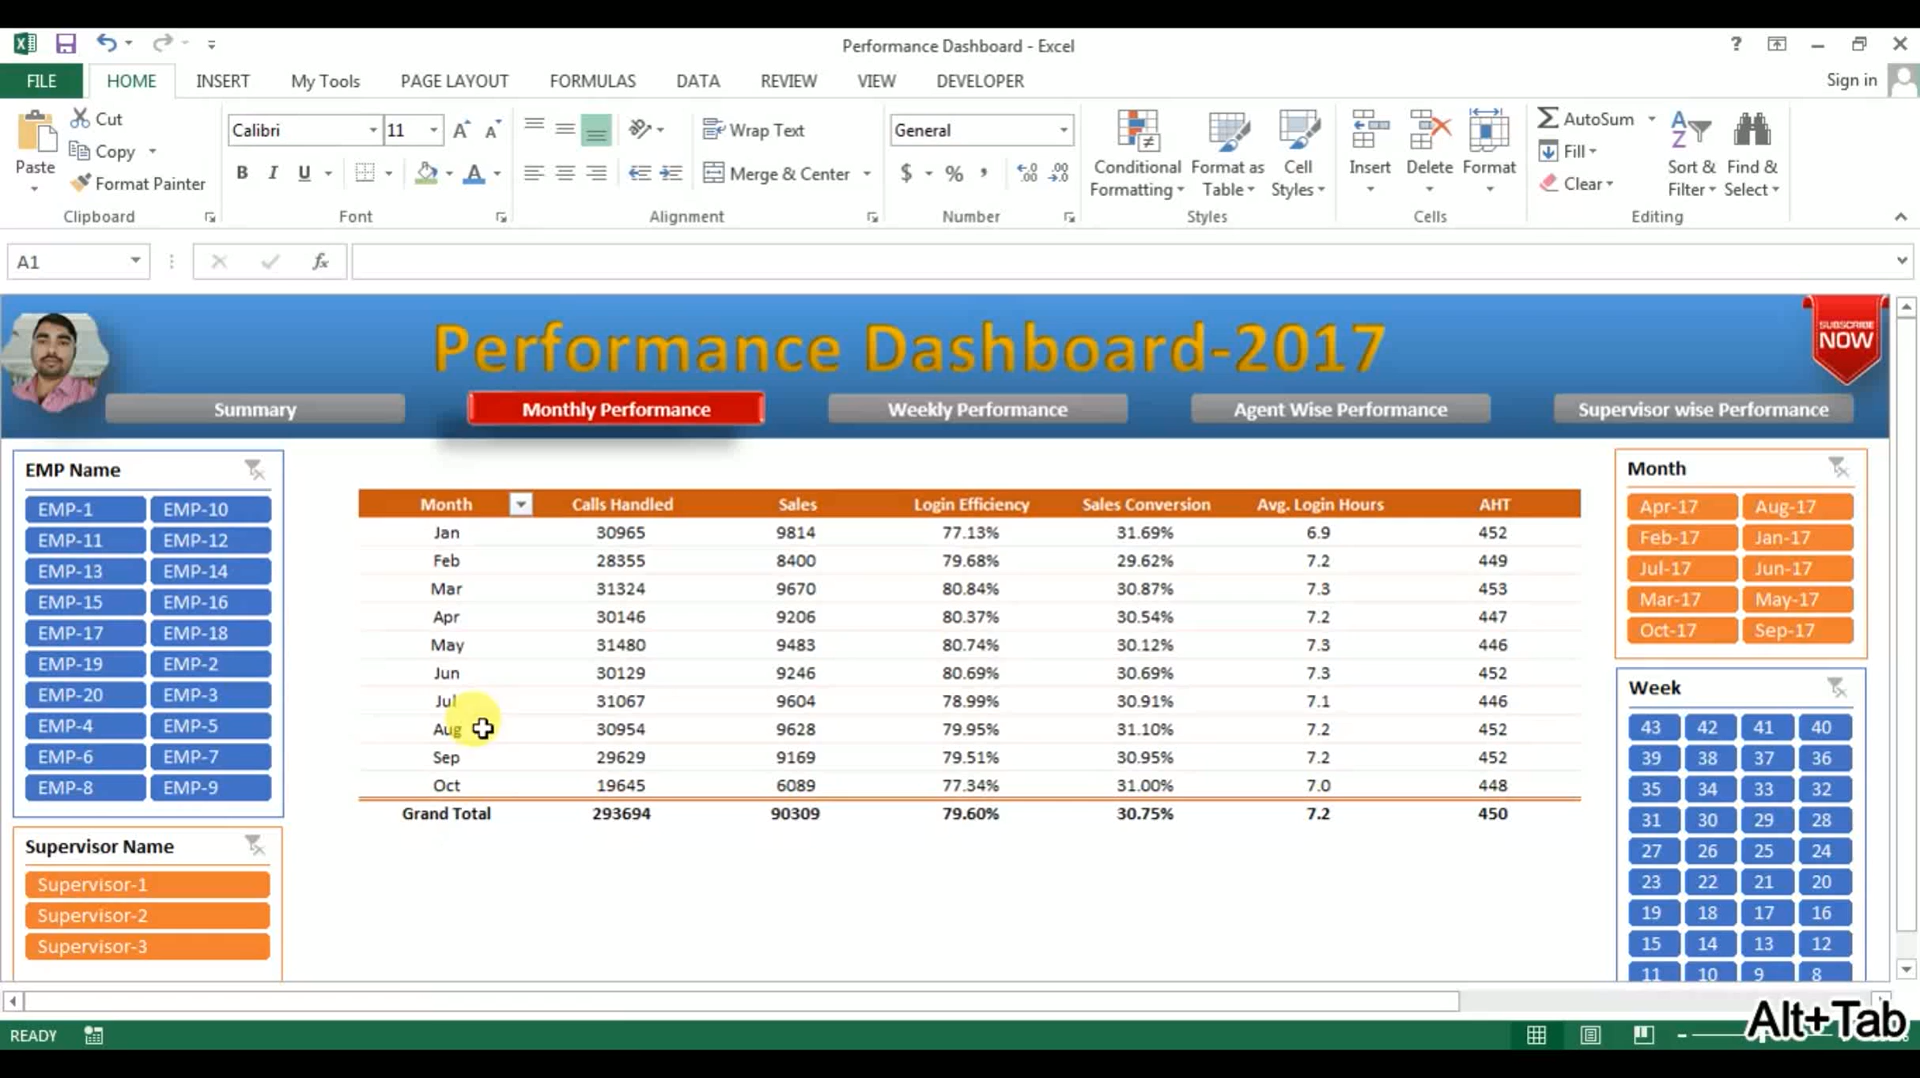 Performance Dashboard - Excel
FILE HOME INSERT My Tools PAGE LAYOUT FORMULAS DATA REVIEW VIEW DEVELOPER Sign in
Paste
Cut
Copy
Format Painter
Clipboard
Calibri 11
B I U
Font
Wrap Text
Merge & Center
Alignment
General
$ % ,
Number
Conditional Formatting
Format as Table
Cell Styles
Styles
Insert
Delete
Format
Cells
AutoSum
Fill
Clear
Sort & Filter
Find & Select
Editing
A1 fx
Performance Dashboard-2017
SUBSCRIBE
NOW
Summary Monthly Performance Weekly Performance Agent Wise Performance Supervisor wise Performance
EMP Name
EMP-1 EMP-10
EMP-11 EMP-12
EMP-13 EMP-14
EMP-15 EMP-16
EMP-17 EMP-18
EMP-19 EMP-2
EMP-20 EMP-3
EMP-4 EMP-5
EMP-6 EMP-7
EMP-8 EMP-9
Supervisor Name
Supervisor-1
Supervisor-2
Supervisor-3
Month Calls Handled Sales Login Efficiency Sales Conversion Avg. Login Hours AHT
Jan 30965 9814 77.13% 31.69% 6.9 452
Feb 28355 8400 79.68% 29.62% 7.2 449
Mar 31324 9670 80.84% 30.87% 7.3 453
Apr 30146 9206 80.37% 30.54% 7.2 447
May 31480 9483 80.74% 30.12% 7.3 446
Jun 30129 9246 80.69% 30.69% 7.3 452
Jul 31067 9604 78.99% 30.91% 7.1 446
Aug 30954 9628 79.95% 31.10% 7.2 452
Sep 29629 9169 79.51% 30.95% 7.2 452
Oct 19645 6089 77.34% 31.00% 7.0 448
Grand Total 293694 90309 79.60% 30.75% 7.2 450
Month
Apr-17 Aug-17
Feb-17 Jan-17
Jul-17 Jun-17
Mar-17 May-17
Oct-17 Sep-17
Week
43 42 41 40
39 38 37 36
35 34 33 32
31 30 29 28
27 26 25 24
23 22 21 20
19 18 17 16
15 14 13 12
11 10 9 8
READY
Alt+Tab